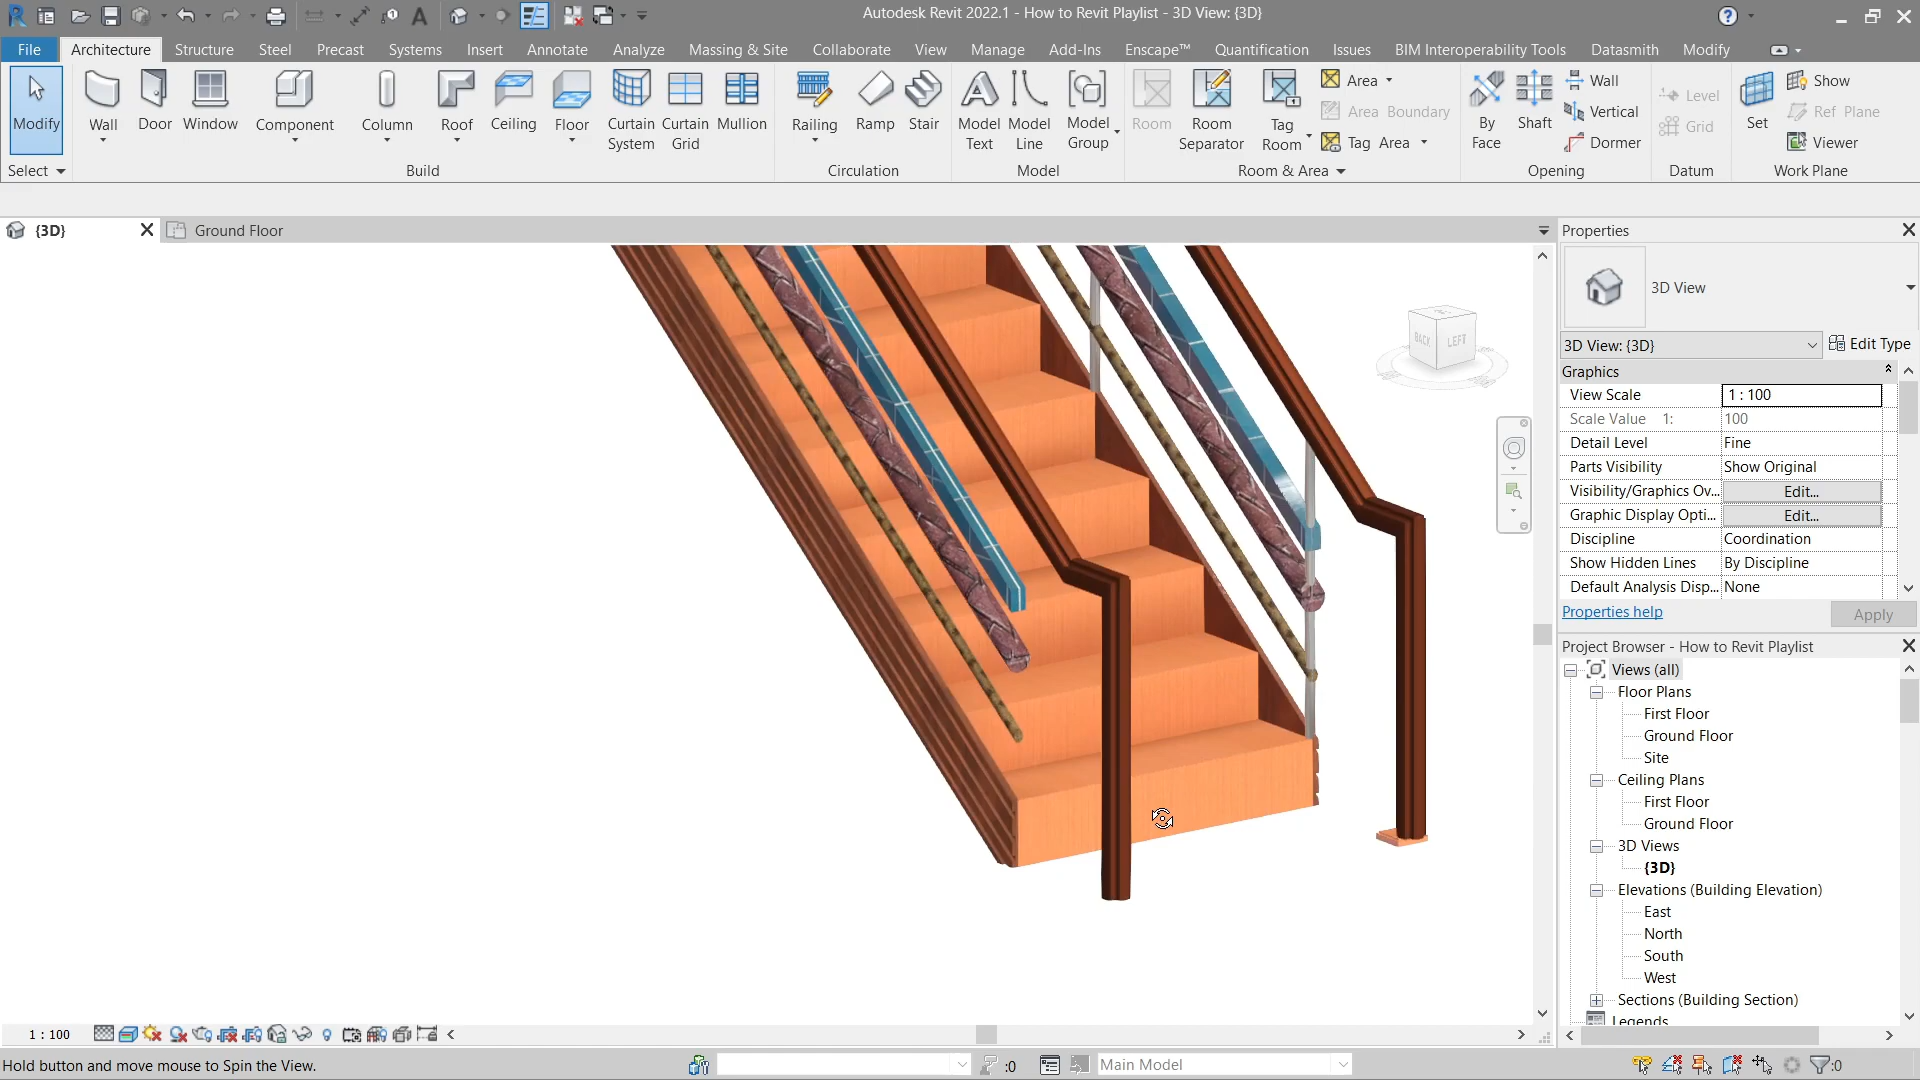 Autodesk Revit 2022.1 - How to Revit Playlist - 3D View: {3D}
File Architecture Structure Steel Precast Systems Insert Annotate Analyze Massing & Site Collaborate View Manage Add-Ins Enscape™ Quantification Issues BIM Interoperability Tools Datasmith Modify
Modify Wall Door Window Component Column Roof Ceiling Floor Curtain System Curtain Grid Mullion Railing Ramp Stair Model Text Model Line Model Group Room Room Separator Tag Room
Area
Area Boundary
Tag Area
By Face Shaft
Wall
Vertical
Dormer
Level
Grid
Set
Show
Ref Plane
Viewer
Select Build Circulation Model Room & Area Opening Datum Work Plane
{3D} Ground Floor
BACK LEFT
Properties
3D View
3D View: {3D} Edit Type
Graphics
View Scale 1 : 100
Scale Value 1: 100
Detail Level Fine
Parts Visibility Show Original
Visibility/Graphics Ov... Edit...
Graphic Display Opti... Edit...
Discipline Coordination
Show Hidden Lines By Discipline
Default Analysis Disp... None
Properties help Apply
Project Browser - How to Revit Playlist
Views (all)
Floor Plans
First Floor
Ground Floor
Site
Ceiling Plans
First Floor
Ground Floor
3D Views
{3D}
Elevations (Building Elevation)
East
North
South
West
Sections (Building Section)
Legends
1 : 100
Hold button and move mouse to Spin the View.
:0
Main Model
:0